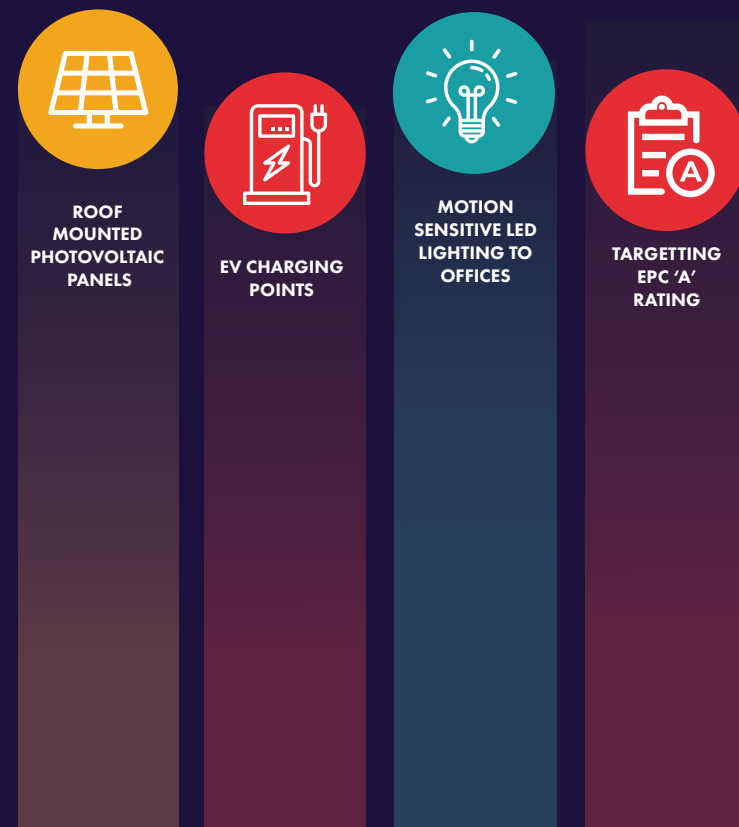 ROOF
MOUNTED
PHOTOVOLTAIC
PANELS
EV CHARGING
POINTS
MOTION
SENSITIVE LED
LIGHTING TO
OFFICES
A
TARGETTING
EPC ‘A’
RATING